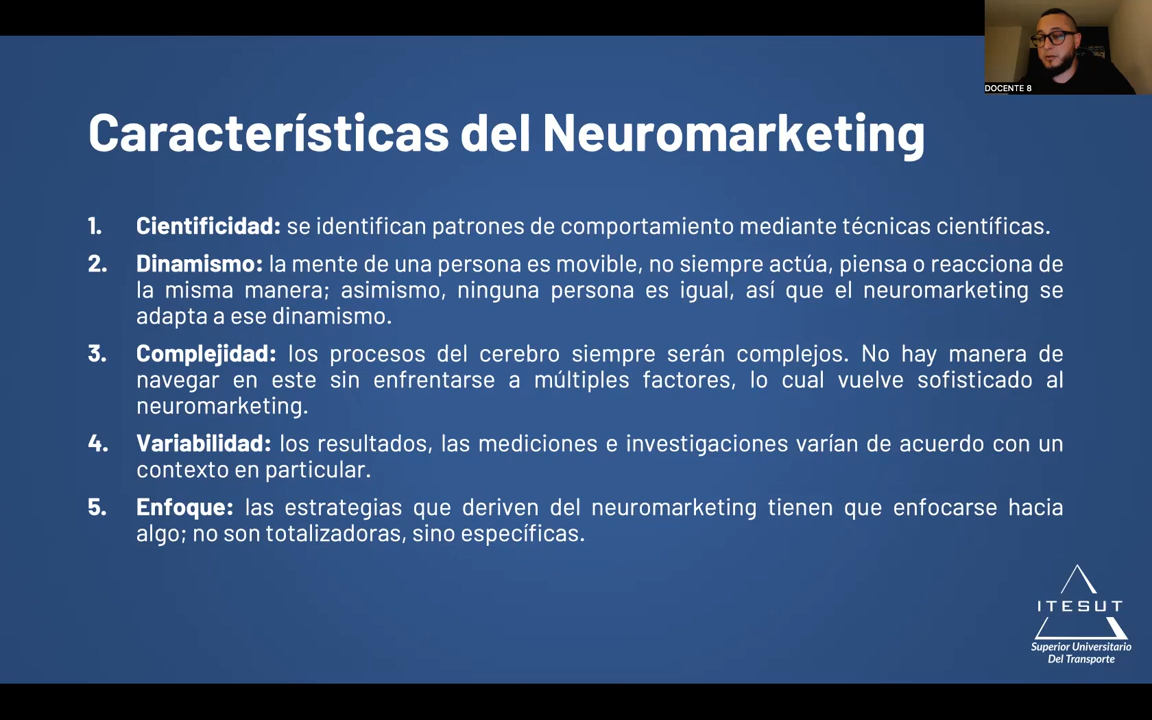 DOCENTE 8
Características del Neuromarketing
1. Cientificidad: se identifican patrones de comportamiento mediante técnicas científicas.
2. Dinamismo: la mente de una persona es movible, no siempre actúa, piensa o reacciona de
la misma manera; asimismo, ninguna persona es igual, así que el neuromarketing se
adapta a ese dinamismo.
3. Complejidad: los procesos del cerebro siempre serán complejos. No hay manera de
navegar en este sin enfrentarse a múltiples factores, lo cual vuelve sofisticado al
neuromarketing.
4. Variabilidad: los resultados, las mediciones e investigaciones varían de acuerdo con un
contexto en particular.
5. Enfoque: las estrategias que deriven del neuromarketing tienen que enfocarse hacia
algo; no son totalizadoras, sino específicas.
ITESUT
Superior Universitario
Del Transporte